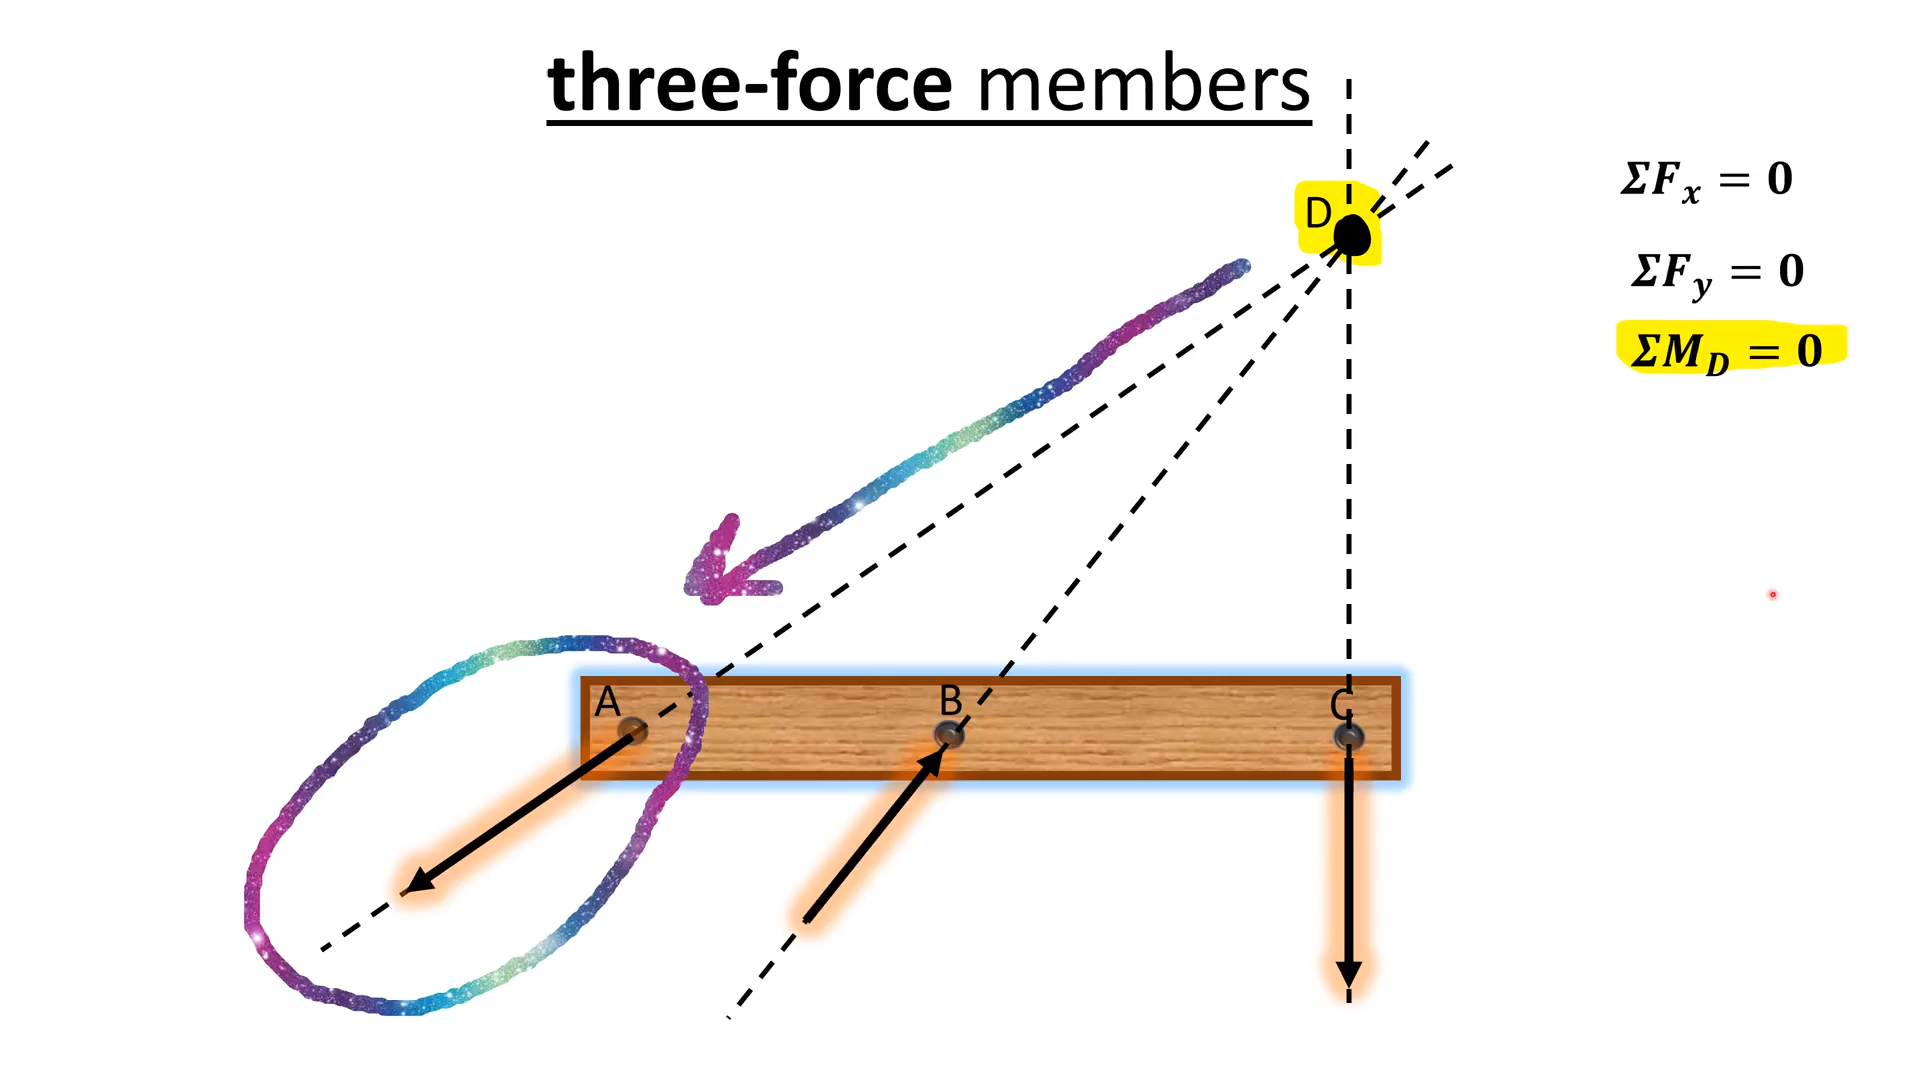 three-force members
D
ΣFx = 0
ΣFy = 0
ΣMD = 0
A B C